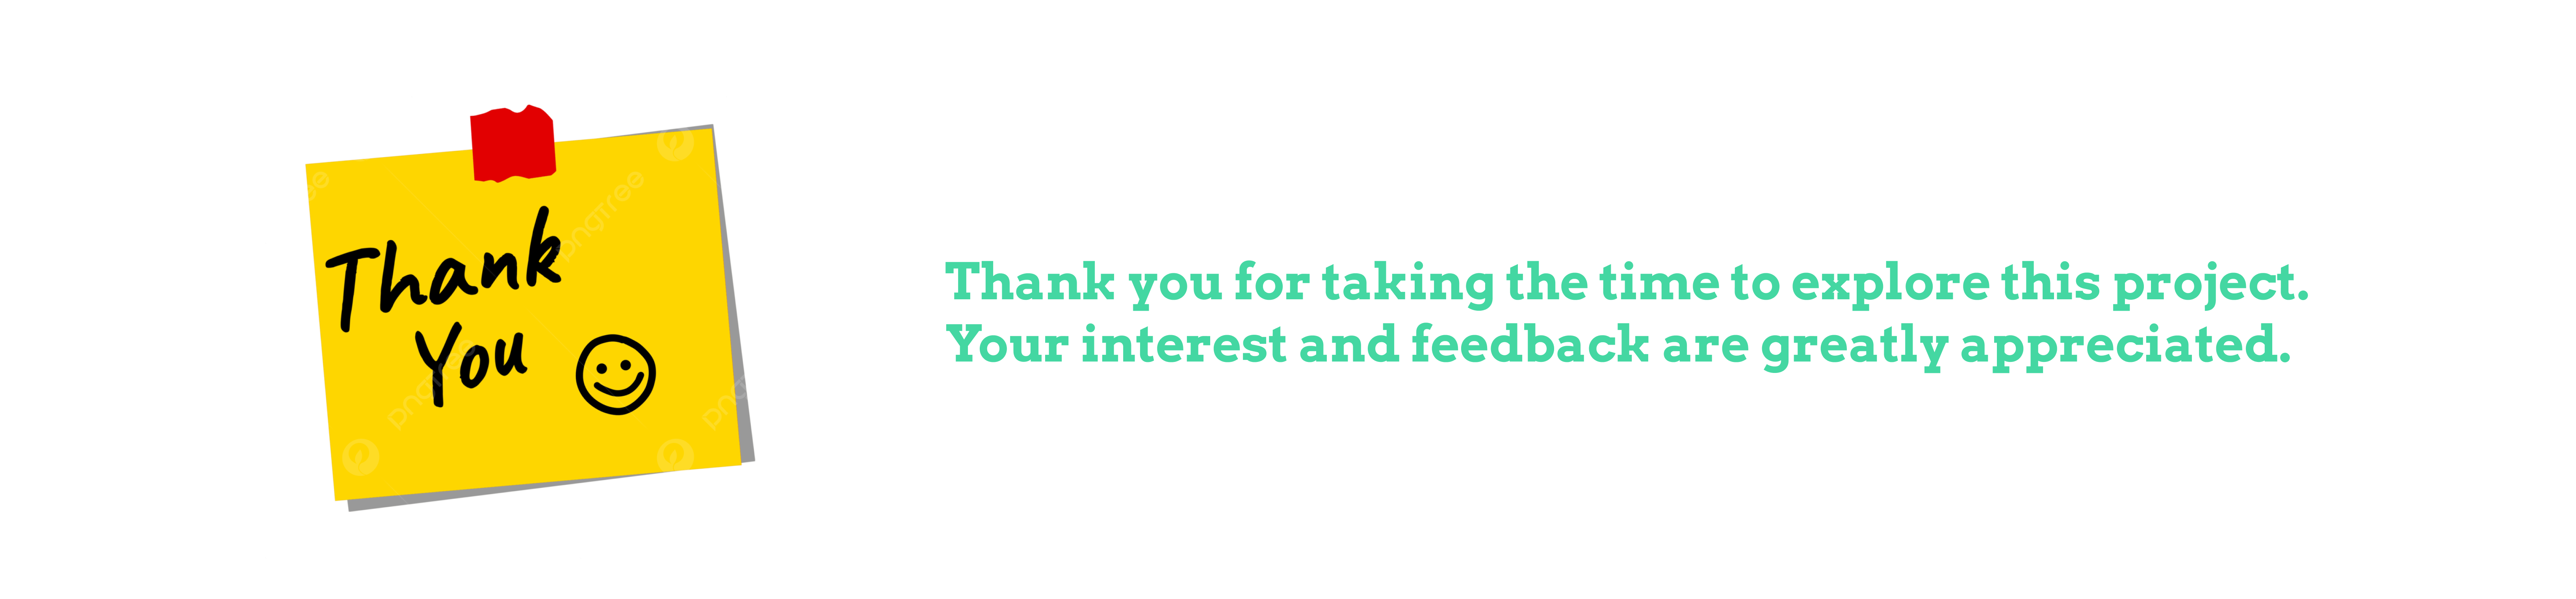 Thank
You
Thank you for taking the time to explore this project.
Your interest and feedback are greatly appreciated.
pngtree
pngtree